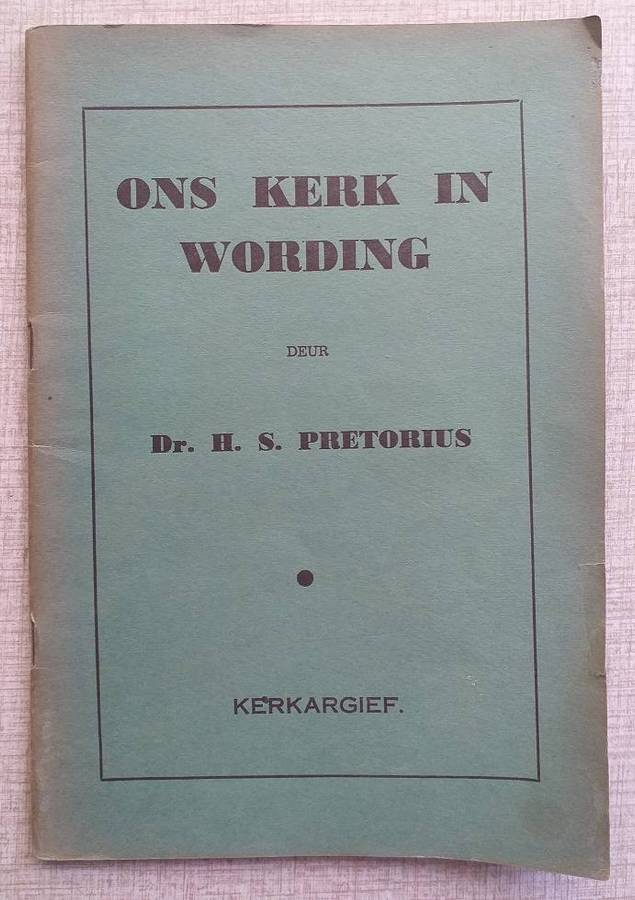 ONS KERK IN
WORDING
DEUR
Dr. H. S. PRETORIUS
KERKARGIEF.